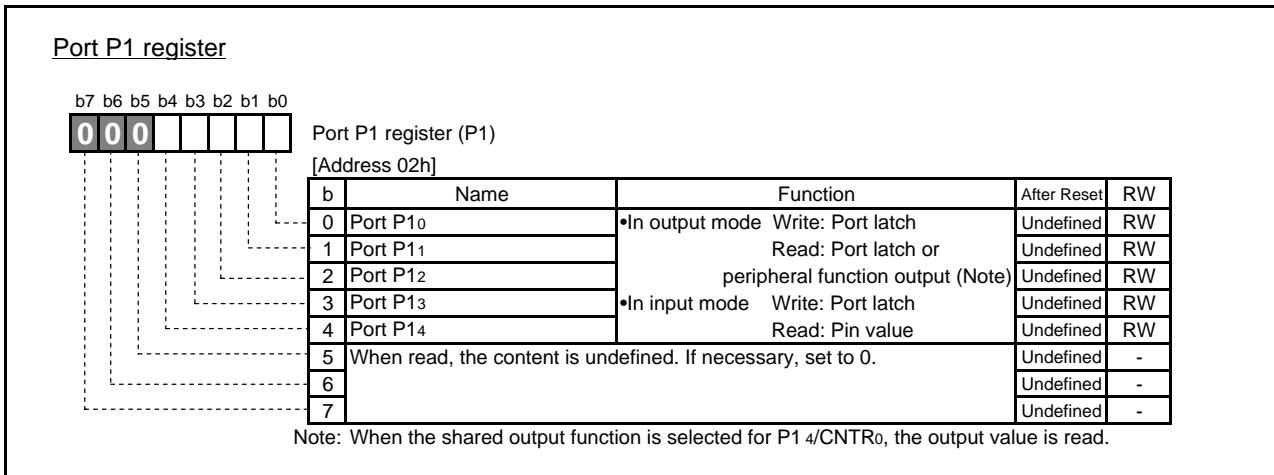 Port P1 register
b7 b6 b5 b4 b3 b2 b1 b0
0 0 0
Port P1 register (P1)
[Address 02h]
b Name Function After Reset RW
0 Port P10 •In output mode Write: Port latch Undefined RW
1 Port P11 Read: Port latch or Undefined RW
2 Port P12 peripheral function output (Note) Undefined RW
3 Port P13 •In input mode Write: Port latch Undefined RW
4 Port P14 Read: Pin value Undefined RW
5 When read, the content is undefined. If necessary, set to 0. Undefined -
6 Undefined -
7 Undefined -
Note: When the shared output function is selected for P1 4/CNTR0, the output value is read.